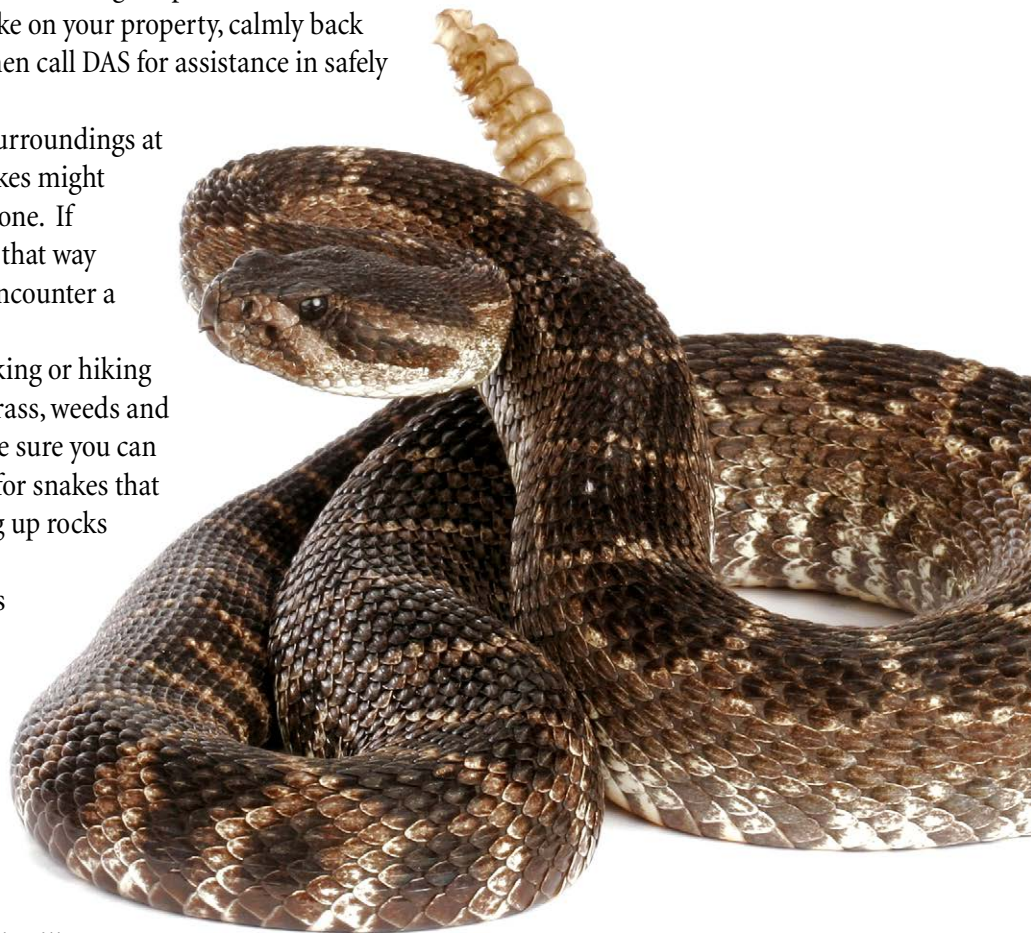 ke on your property, calmly back
hen call DAS for assistance in safely
urroundings at
kes might
one. If
that way
ncounter a
king or hiking
rass, weeds and
e sure you can
for snakes that
g up rocks
s